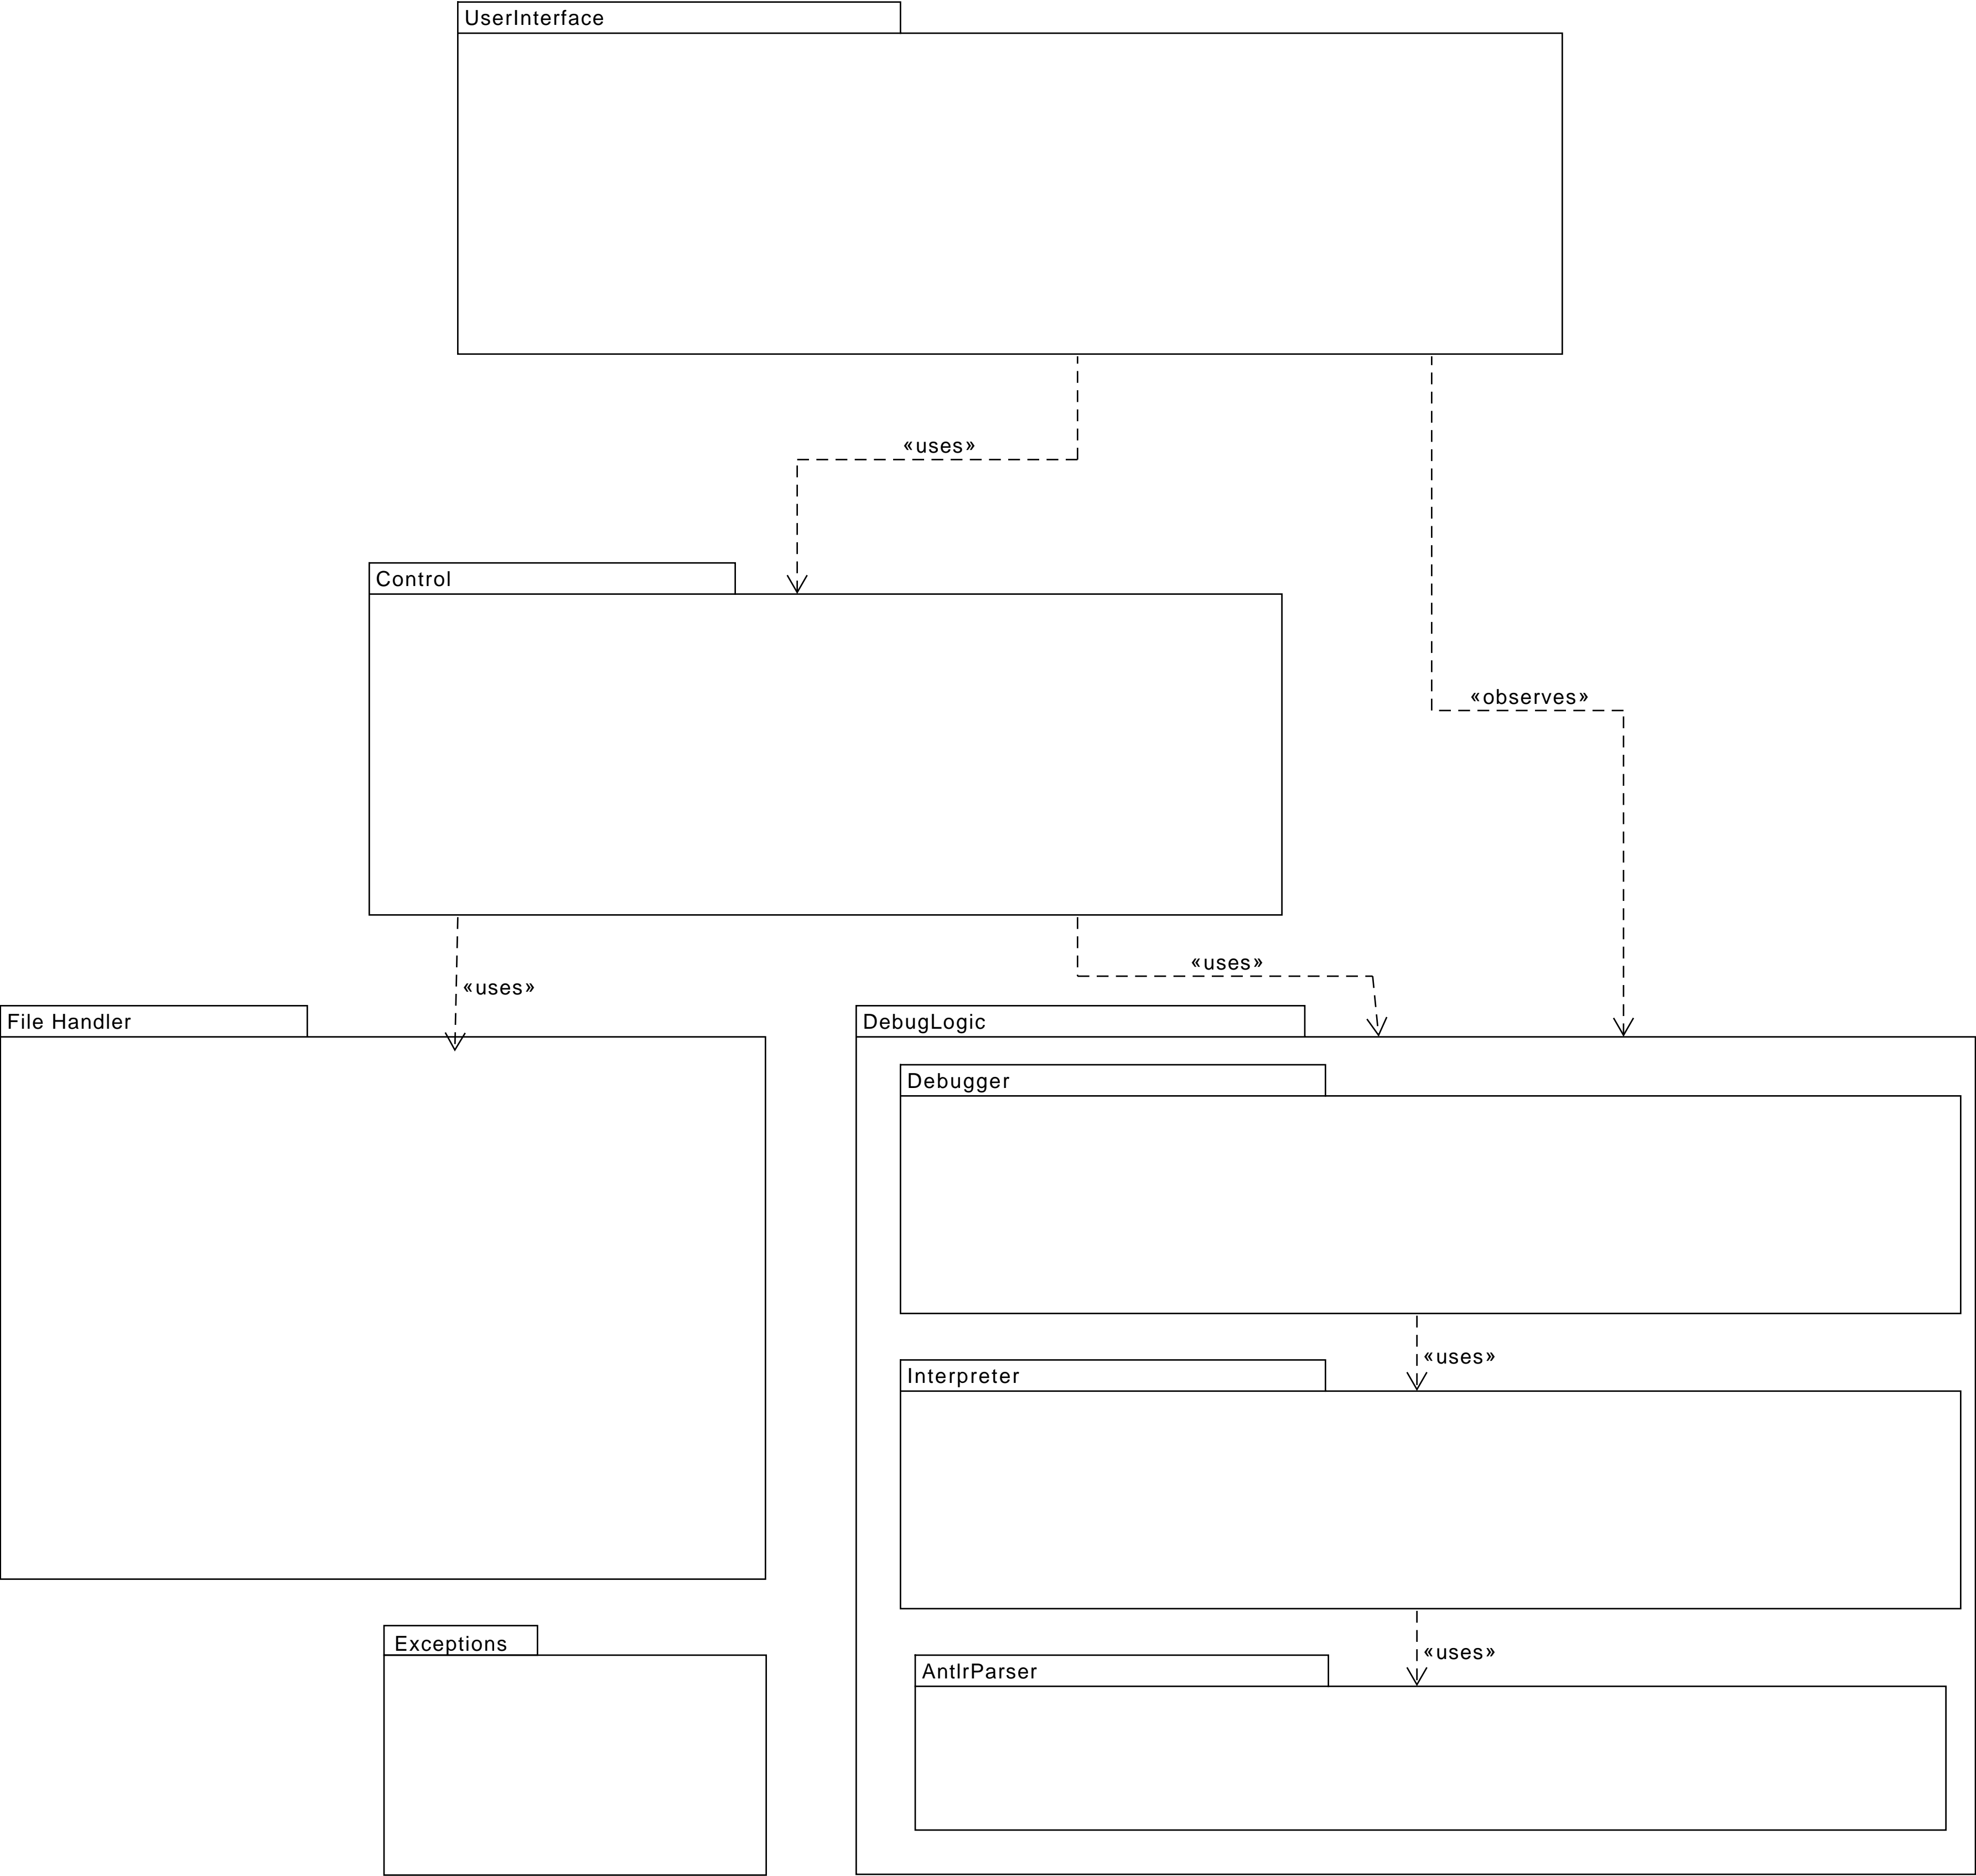 UserInterface
«uses»
Control
«observes»
«uses»
«uses»
File Handler
DebugLogic
Debugger
«uses»
Interpreter
«uses»
Exceptions
AntlrParser